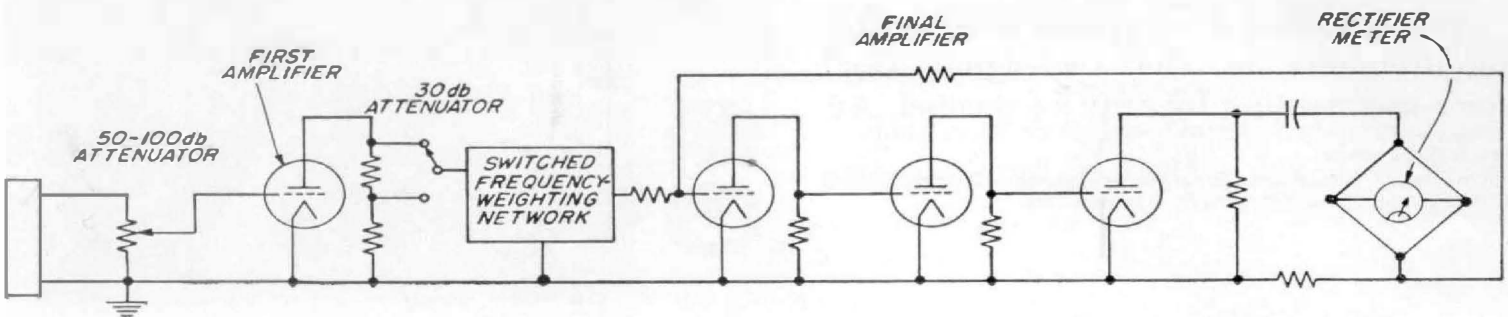 FIRST
AMPLIFIER
50-100db
ATTENUATOR
30db
ATTENUATOR
SWITCHED
FREQUENCY-
WEIGHTING
NETWORK
FINAL
AMPLIFIER
RECTIFIER
METER